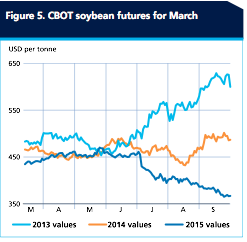 Figure 5. CBOT soybean futures for March
USD per tonne
650
550
450
350
M A M J J A S
2013 values 2014 values 2015 values